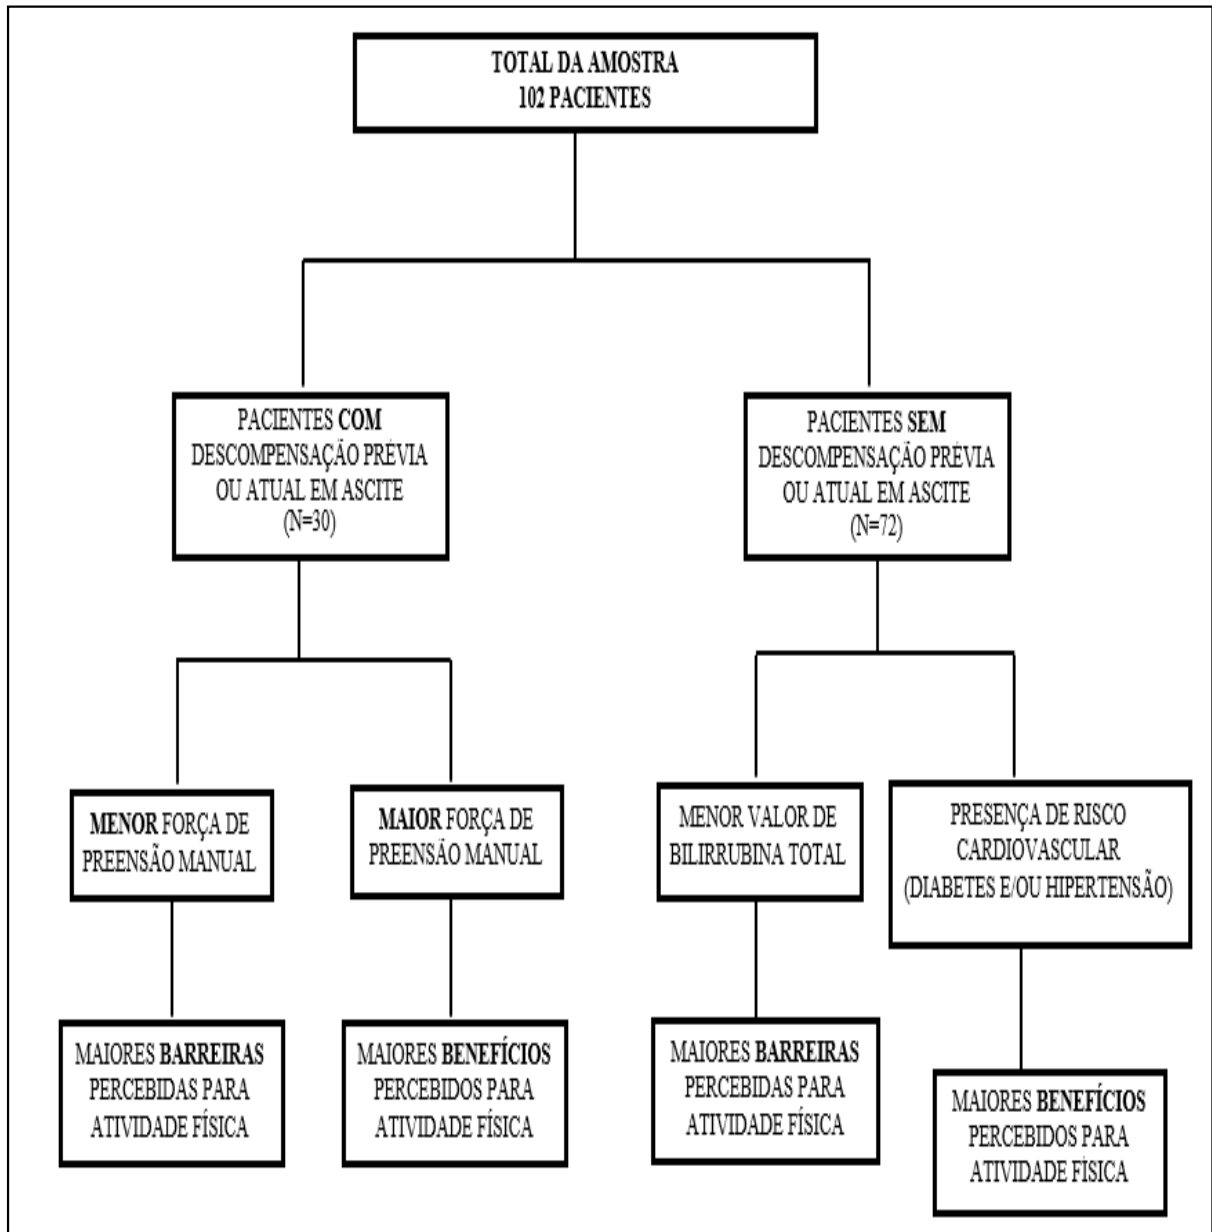 TOTAL DA AMOSTRA
102 PACIENTES
PACIENTES COM
DESCOMPENSAÇÃO PRÉVIA
OU ATUAL EM ASCITE
(N=30)
PACIENTES SEM
DESCOMPENSAÇÃO PRÉVIA
OU ATUAL EM ASCITE
(N=72)
MENOR FORÇA DE
PREENSÃO MANUAL
MAIOR FORÇA DE
PREENSÃO MANUAL
MENOR VALOR DE
BILIRRUBINA TOTAL
PRESENÇA DE RISCO
CARDIOVASCULAR
(DIABETES E/OU HIPERTENSÃO)
MAIORES BARREIRAS
PERCEBIDAS PARA
ATIVIDADE FÍSICA
MAIORES BENEFÍCIOS
PERCEBIDOS PARA
ATIVIDADE FÍSICA
MAIORES BARREIRAS
PERCEBIDAS PARA
ATIVIDADE FÍSICA
MAIORES BENEFÍCIOS
PERCEBIDOS PARA
ATIVIDADE FÍSICA